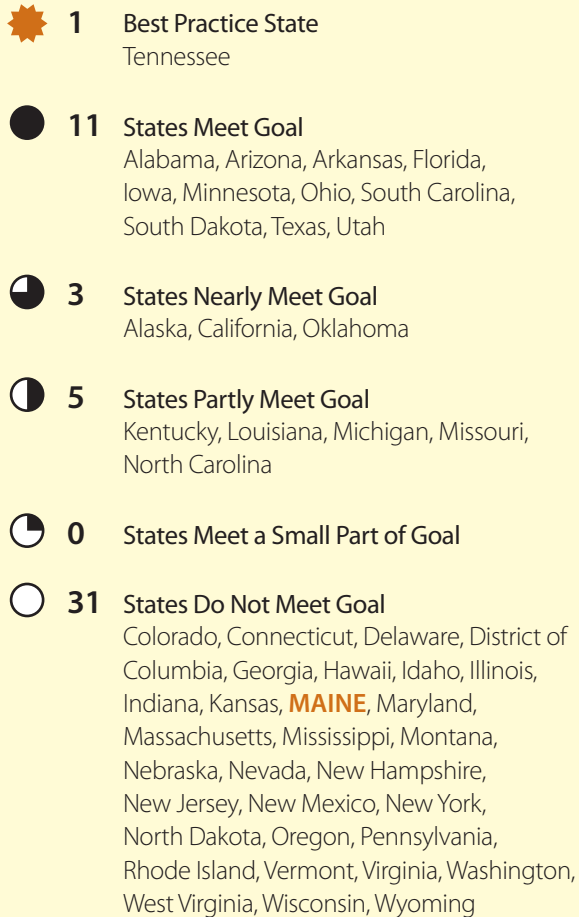 1 Best Practice State
Tennessee
11 States Meet Goal
Alabama, Arizona, Arkansas, Florida,
Iowa, Minnesota, Ohio, South Carolina,
South Dakota, Texas, Utah
3 States Nearly Meet Goal
Alaska, California, Oklahoma
5 States Partly Meet Goal
Kentucky, Louisiana, Michigan, Missouri,
North Carolina
0 States Meet a Small Part of Goal
31 States Do Not Meet Goal
Colorado, Connecticut, Delaware, District of
Columbia, Georgia, Hawaii, Idaho, Illinois,
Indiana, Kansas, MAINE, Maryland,
Massachusetts, Mississippi, Montana,
Nebraska, Nevada, New Hampshire,
New Jersey, New Mexico, New York,
North Dakota, Oregon, Pennsylvania,
Rhode Island, Vermont, Virginia, Washington,
West Virginia, Wisconsin, Wyoming